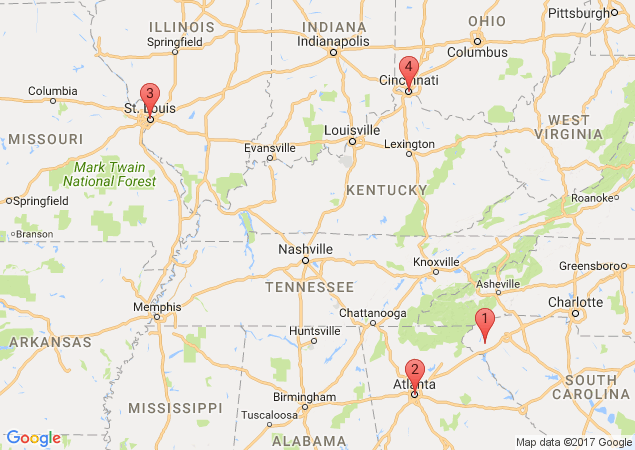 ILLINOIS
INDIANA
OHIO
Pittsburgh
Springfield
Indianapolis
Columbus
4
Cincinnati
Columbia
3
St. Louis
MISSOURI
Louisville
Lexington
WEST
VIRGINIA
Evansville
Mark Twain
National Forest
KENTUCKY
Springfield
Roanoke
Branson
Nashville
Knoxville
Greensboro
TENNESSEE
Asheville
Memphis
Chattanooga
Charlotte
1
Huntsville
ARKANSAS
2
Atlanta
SOUTH
CAROLINA
Birmingham
MISSISSIPPI
Tuscaloosa
ALABAMA
Google
Map data ©2017 Google